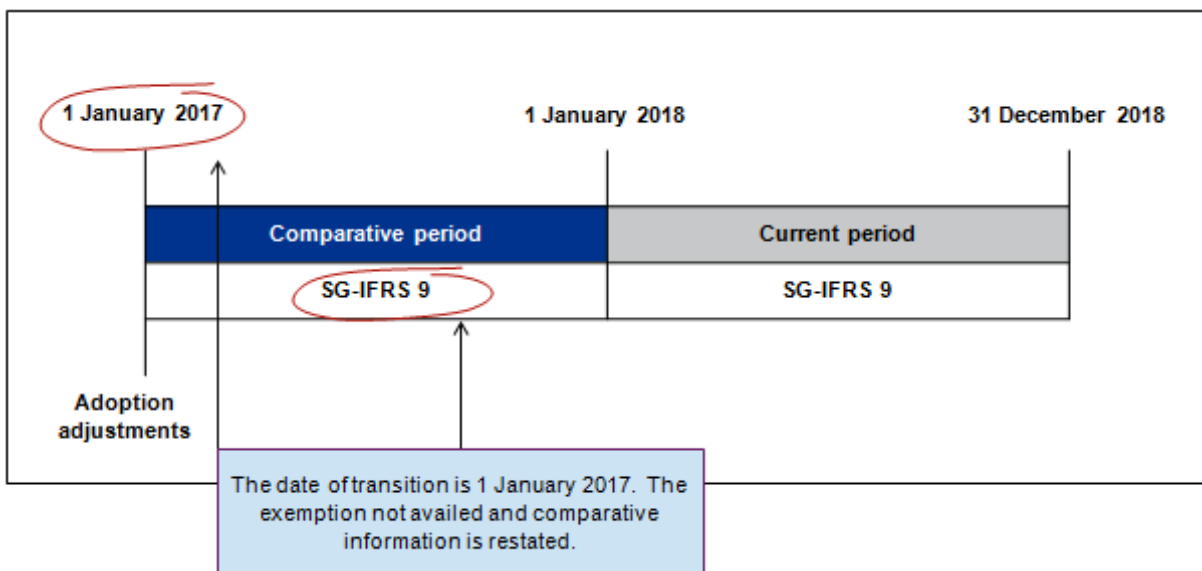 1 January 2017
1 January 2018
31 December 2018
Comparative period
Current period
SG-IFRS 9
SG-IFRS 9
Adoption
adjustments
The date of transition is 1 January 2017. The
exemption not availed and comparative
information is restated.